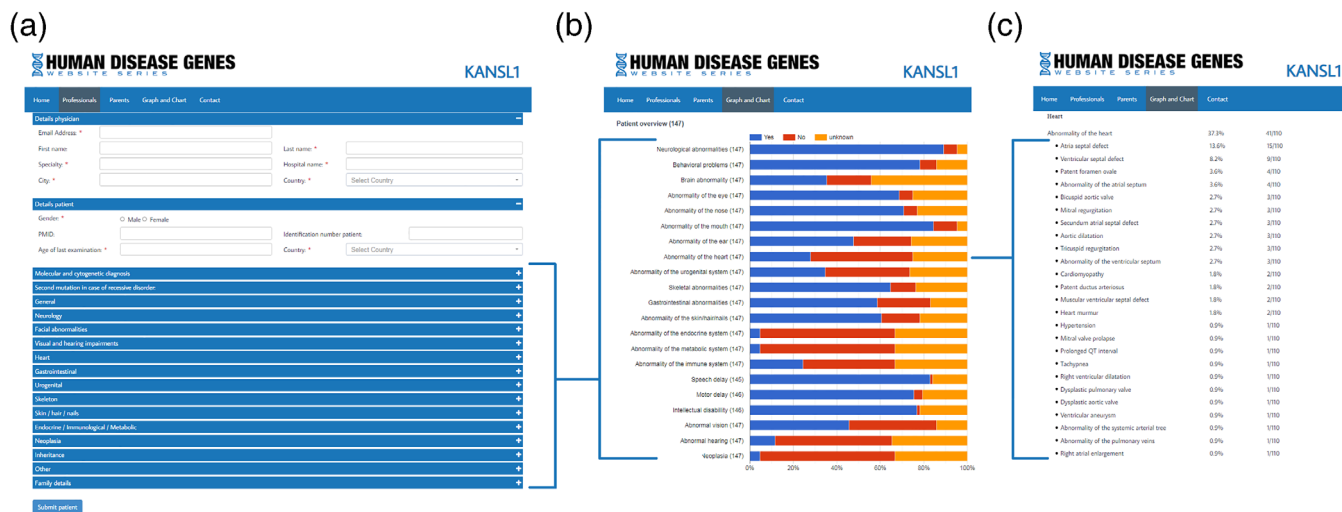 (a)
HUMAN DISEASE GENES
WEBSITE SERIES
KANSL1
Home Professionals Parents Graph and Chart Contact
Details physician
Email Address: *
First name: Last name: *
Specialty: * Hospital name: *
City: * Country: * Select Country
Details patient
Gender: * Male Female
PMID: Identification number patient:
Age of last examination: * Country: * Select Country
Molecular and cytogenetic diagnosis +
Second mutation in case of recessive disorder +
General +
Neurology +
Facial abnormalities +
Visual and hearing impairments +
Heart +
Gastrointestinal +
Urogenital +
Skeleton +
Skin / hair / nails +
Endocrine / Immunological / Metabolic +
Neoplasia +
Inheritance +
Other +
Family details +
Submit patient
(b)
HUMAN DISEASE GENES
WEBSITE SERIES
KANSL1
Home Professionals Parents Graph and Chart Contact
Patient overview (147)
Yes No unknown
Neurological abnormalities (147)
Behavioral problems (147)
Brain abnormality (147)
Abnormality of the eye (147)
Abnormality of the nose (147)
Abnormality of the mouth (147)
Abnormality of the ear (147)
Abnormality of the heart (147)
Abnormality of the urogenital system (147)
Skeletal abnormalities (147)
Gastrointestinal abnormalities (147)
Abnormality of the skin/hair/nails (147)
Abnormality of the endocrine system (147)
Abnormality of the metabolic system (147)
Abnormality of the immune system (147)
Speech delay (145)
Motor delay (146)
Intellectual disability (146)
Abnormal vision (147)
Abnormal hearing (147)
Neoplasia (147)
0% 20% 40% 60% 80% 100%
(c)
HUMAN DISEASE GENES
WEBSITE SERIES
KANSL1
Home Professionals Parents Graph and Chart Contact
Heart
Abnormality of the heart 37.3% 41/110
• Atria septal defect 13.6% 15/110
• Ventricular septal defect 8.2% 9/110
• Patent foramen ovale 3.6% 4/110
• Abnormality of the atrial septum 3.6% 4/110
• Bicuspid aortic valve 2.7% 3/110
• Mitral regurgitation 2.7% 3/110
• Secundum atrial septal defect 2.7% 3/110
• Aortic dilatation 2.7% 3/110
• Tricuspid regurgitation 2.7% 3/110
• Abnormality of the ventricular septum 2.7% 3/110
• Cardiomyopathy 1.8% 2/110
• Patent ductus arteriosus 1.8% 2/110
• Muscular ventricular septal defect 1.8% 2/110
• Heart murmur 1.8% 2/110
• Hypertension 0.9% 1/110
• Mitral valve prolapse 0.9% 1/110
• Prolonged QT interval 0.9% 1/110
• Tachypnea 0.9% 1/110
• Right ventricular dilatation 0.9% 1/110
• Dysplastic pulmonary valve 0.9% 1/110
• Dysplastic aortic valve 0.9% 1/110
• Ventricular aneurysm 0.9% 1/110
• Abnormality of the systemic arterial tree 0.9% 1/110
• Abnormality of the pulmonary veins 0.9% 1/110
• Right atrial enlargement 0.9% 1/110